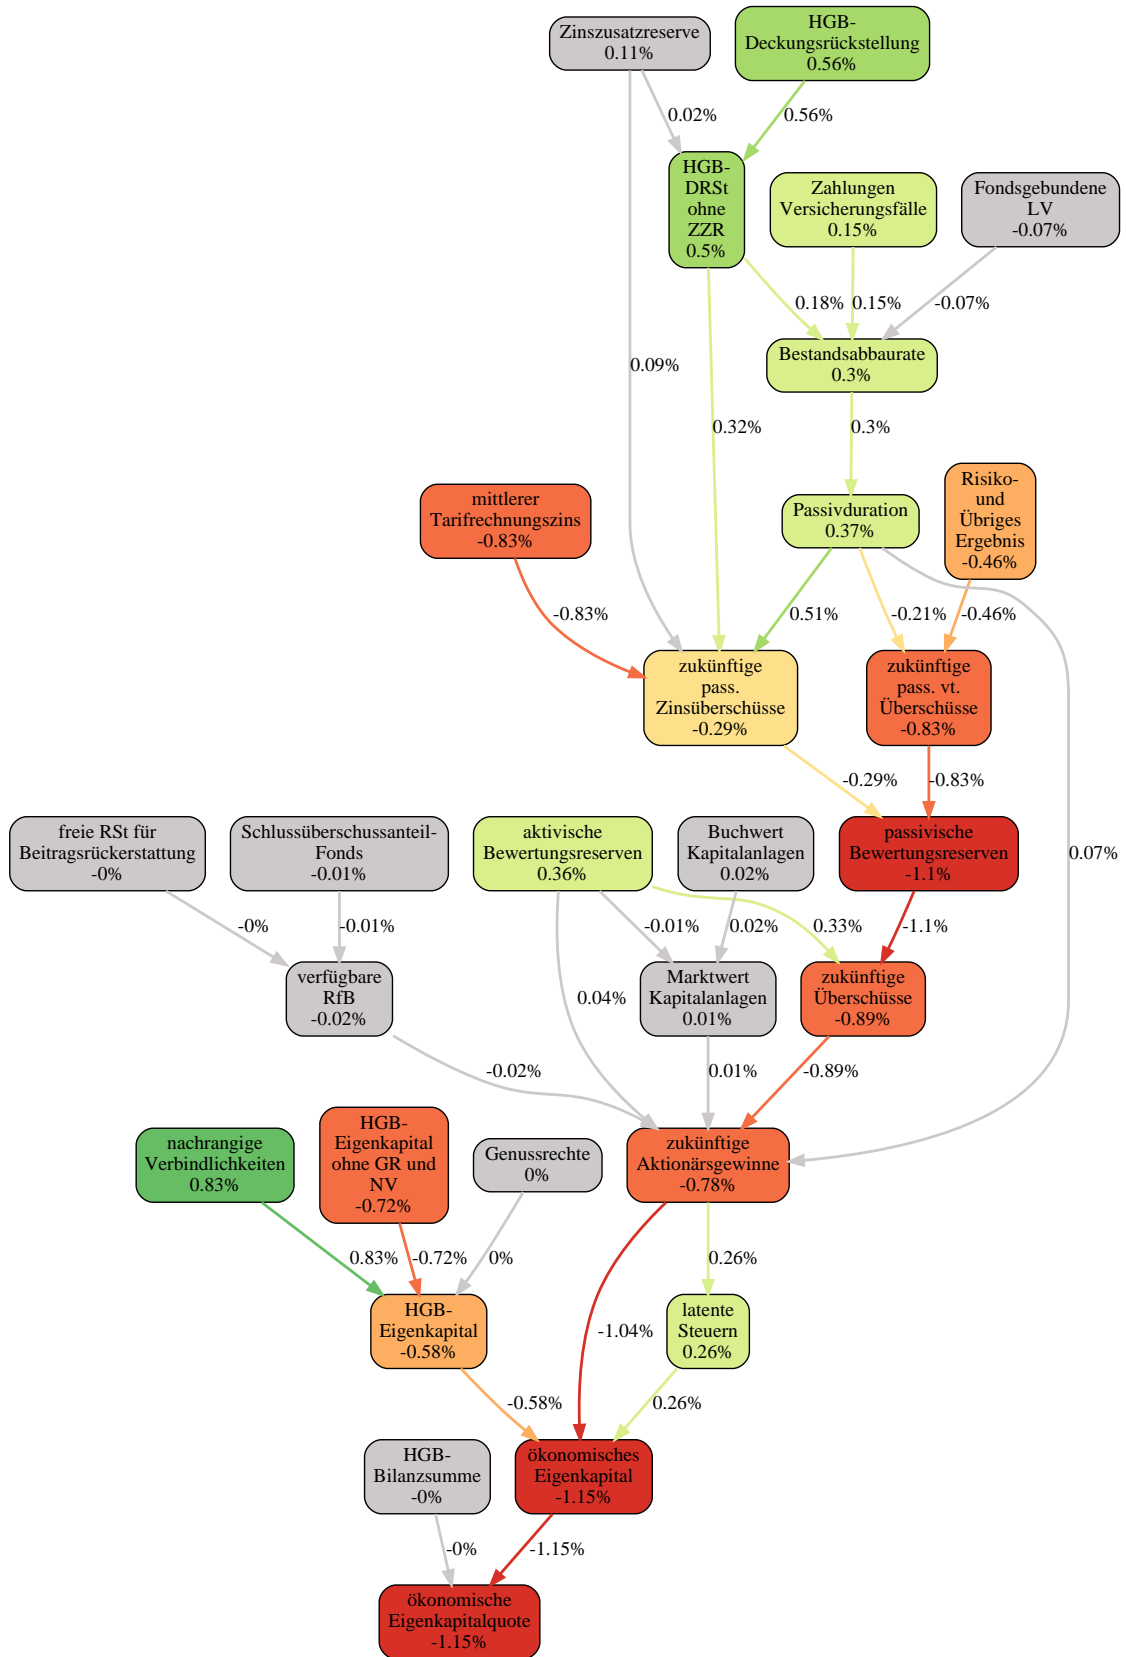 Zinszusatzreserve
0.11%
HGB-
Deckungsrückstellung
0.56%
0.02%
0.56%
HGB-
DRSt
ohne
ZZR
0.5%
Zahlungen
Versicherungsfälle
0.15%
Fondsgebundene
LV
-0.07%
0.18%
0.15%
-0.07%
Bestandsabbaurate
0.3%
0.09%
0.32%
0.3%
mittlerer
Tarifrechnungszins
-0.83%
Passivduration
0.37%
Risiko-
und
Übriges
Ergebnis
-0.46%
-0.83%
0.51%
-0.21%
-0.46%
zukünftige
pass.
Zinsüberschüsse
-0.29%
zukünftige
pass. vt.
Überschüsse
-0.83%
-0.29%
-0.83%
freie RSt für
Beitragsrückerstattung
-0%
Schlussüberschussanteil-
Fonds
-0.01%
aktivische
Bewertungsreserven
0.36%
Buchwert
Kapitalanlagen
0.02%
passivische
Bewertungsreserven
-1.1%
0.07%
-0%
-0.01%
-0.01%
0.02%
0.33%
-1.1%
verfügbare
RfB
-0.02%
0.04%
Marktwert
Kapitalanlagen
0.01%
zukünftige
Überschüsse
-0.89%
-0.02%
0.01%
-0.89%
nachrangige
Verbindlichkeiten
0.83%
HGB-
Eigenkapital
ohne GR und
NV
-0.72%
Genussrechte
0%
zukünftige
Aktionärsgewinne
-0.78%
0.83%
-0.72%
0%
0.26%
HGB-
Eigenkapital
-0.58%
-1.04%
latente
Steuern
0.26%
-0.58%
0.26%
HGB-
Bilanzsumme
-0%
ökonomisches
Eigenkapital
-1.15%
-0%
-1.15%
ökonomische
Eigenkapitalquote
-1.15%